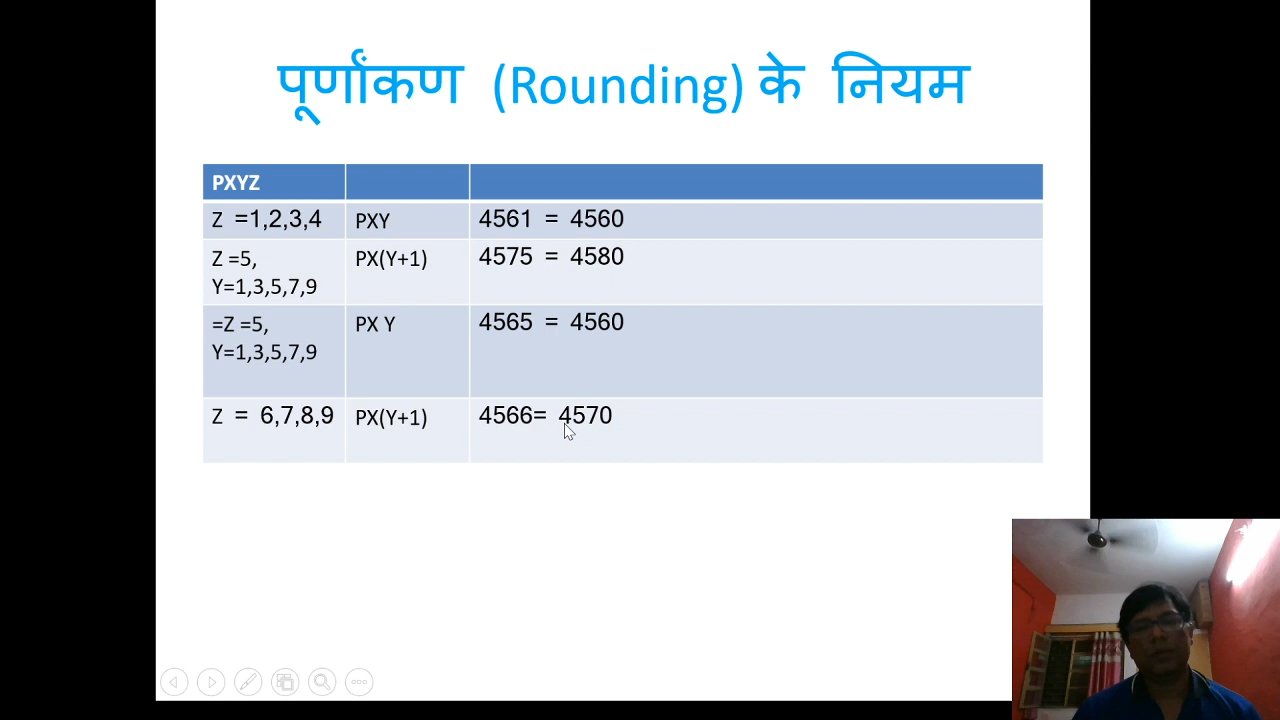 पूर्णांकण (Rounding) के नियम
PXYZ
Z =1,2,3,4 PXY 4561 = 4560
Z =5, PX(Y+1) 4575 = 4580
Y=1,3,5,7,9
=Z =5, PX Y 4565 = 4560
Y=1,3,5,7,9
Z = 6,7,8,9 PX(Y+1) 4566= 4570